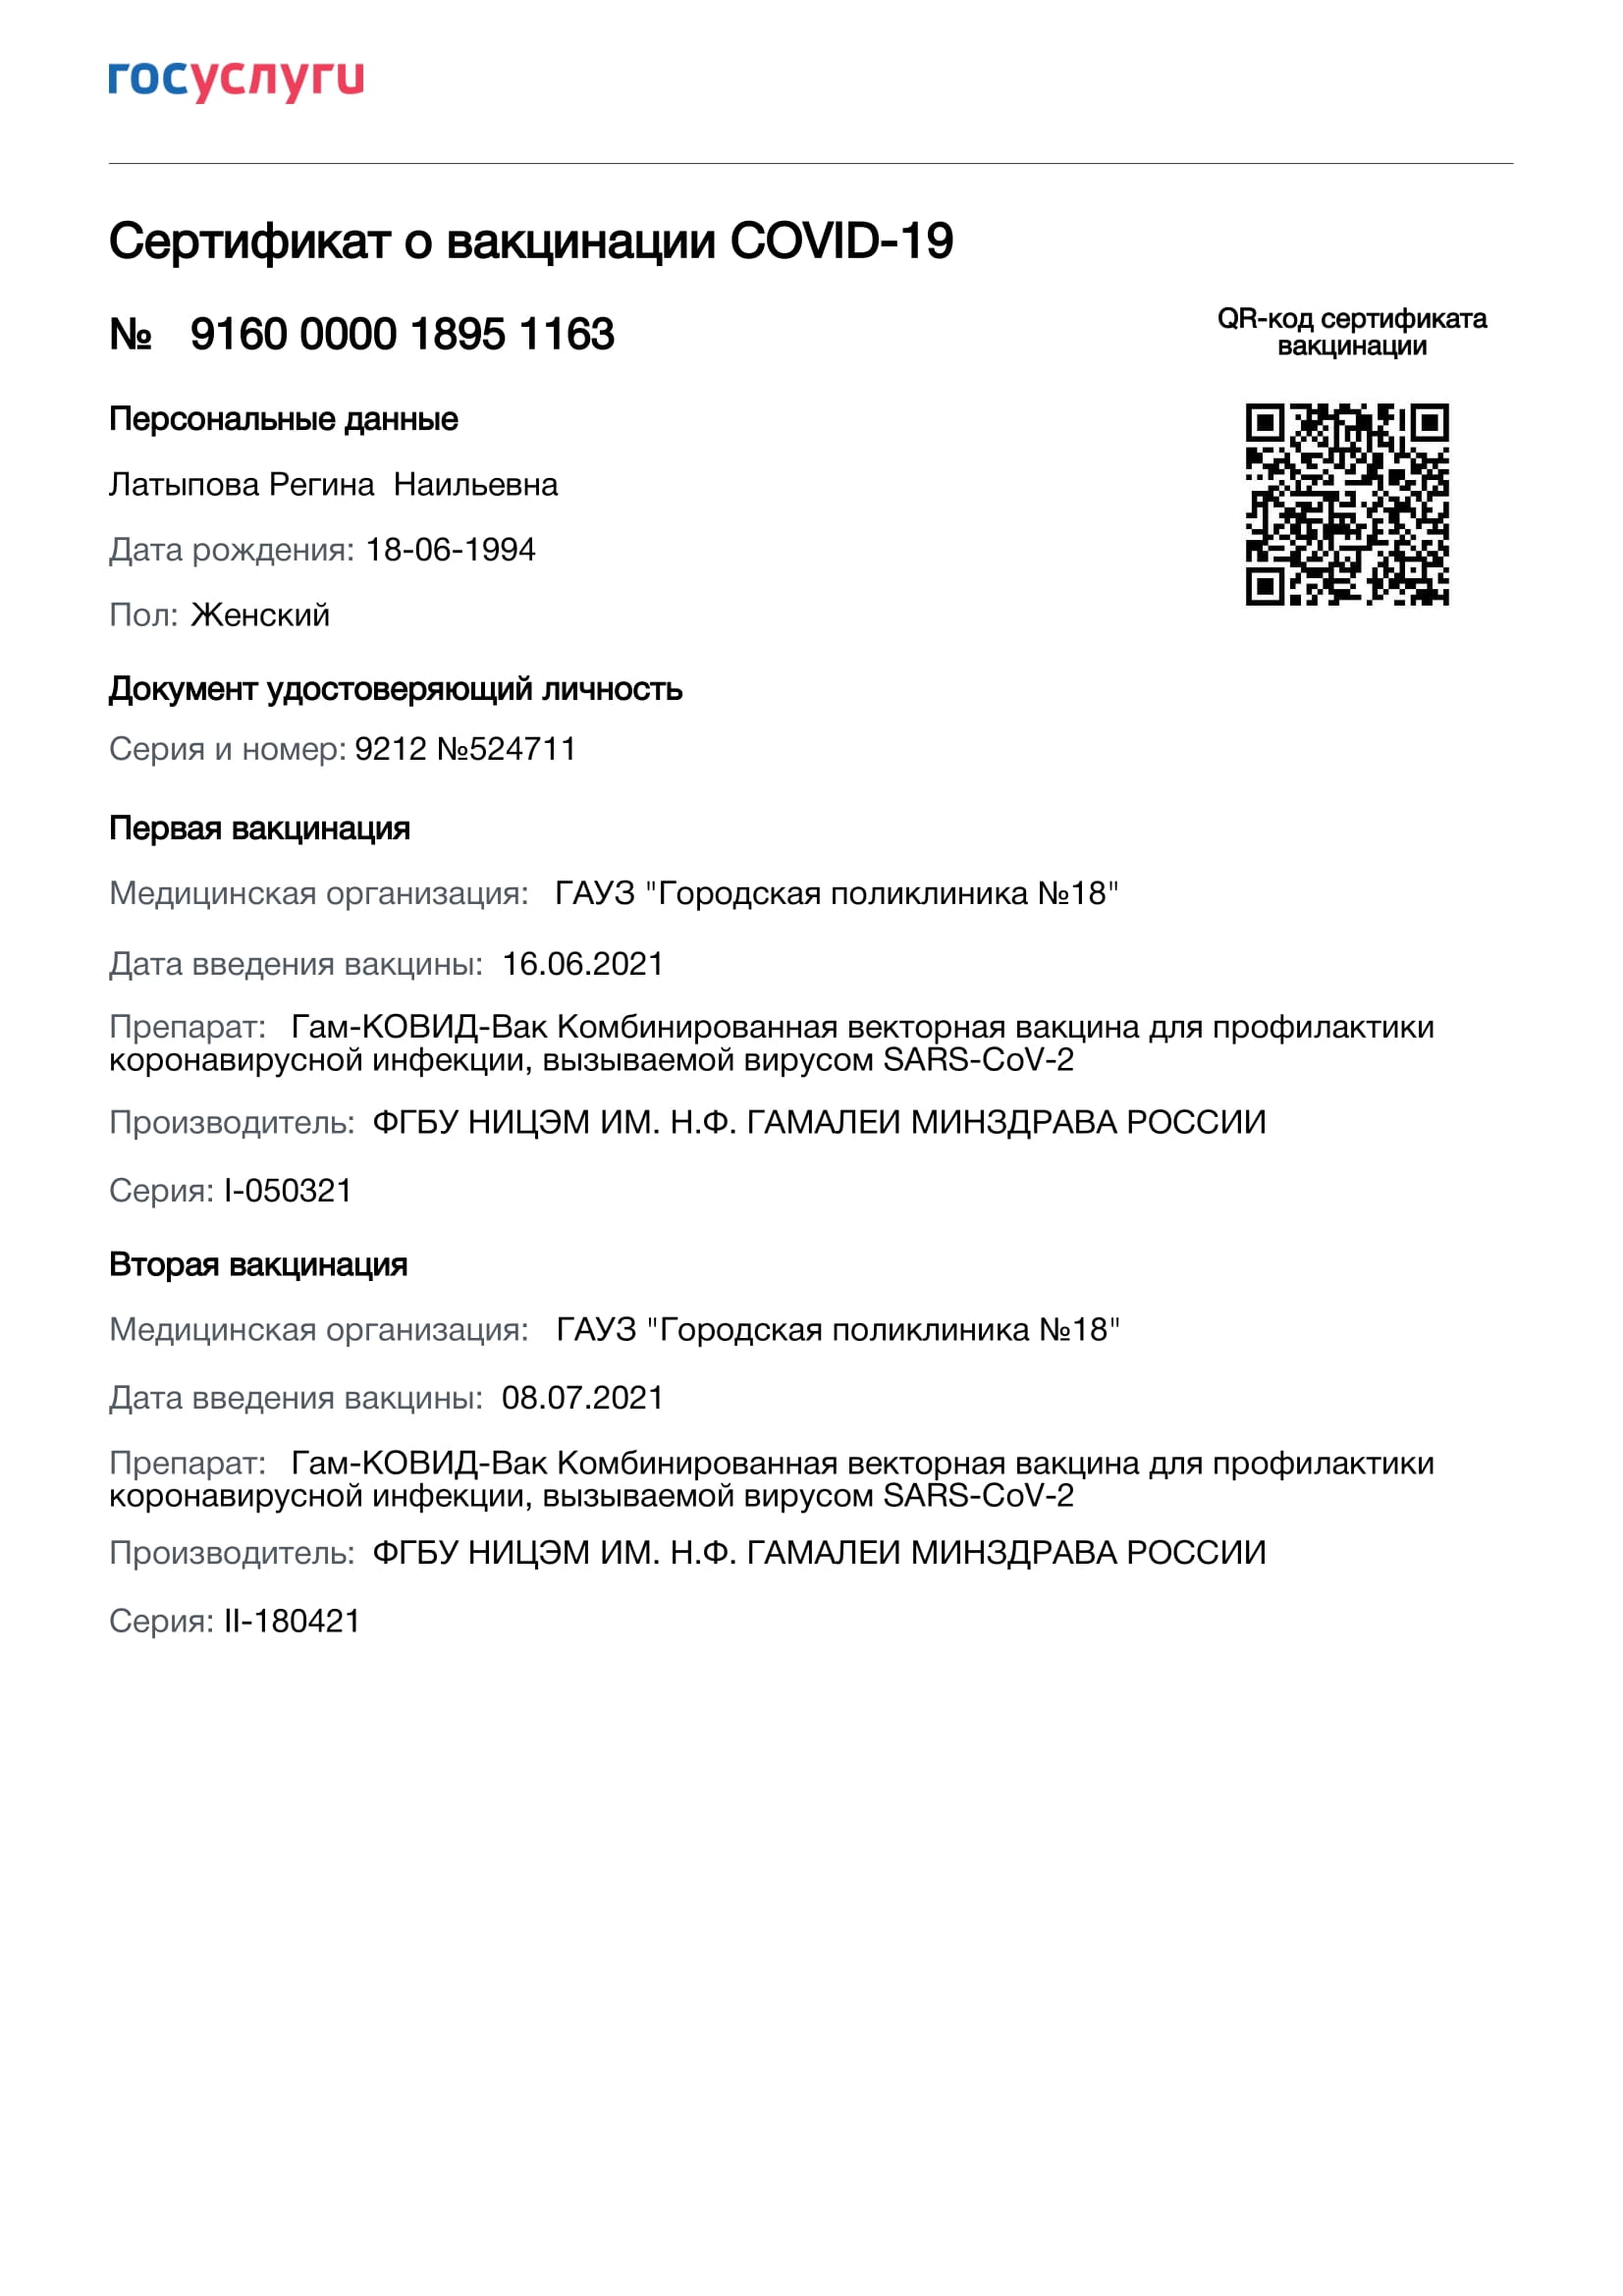 госуслуги
Сертификат о вакцинации COVID-19
№ 9160 0000 1895 1163
QR-код сертификата
вакцинации
Персональные данные
Латыпова Регина Наильевна
Дата рождения: 18-06-1994
Пол: Женский
Документ удостоверяющий личность
Серия и номер: 9212 №524711
Первая вакцинация
Медицинская организация: ГАУЗ "Городская поликлиника №18"
Дата введения вакцины: 16.06.2021
Препарат: Гам-КОВИД-Вак Комбинированная векторная вакцина для профилактики
коронавирусной инфекции, вызываемой вирусом SARS-CoV-2
Производитель: ФГБУ НИЦЭМ ИМ. Н.Ф. ГАМАЛЕИ МИНЗДРАВА РОССИИ
Серия: I-050321
Вторая вакцинация
Медицинская организация: ГАУЗ "Городская поликлиника №18"
Дата введения вакцины: 08.07.2021
Препарат: Гам-КОВИД-Вак Комбинированная векторная вакцина для профилактики
коронавирусной инфекции, вызываемой вирусом SARS-CoV-2
Производитель: ФГБУ НИЦЭМ ИМ. Н.Ф. ГАМАЛЕИ МИНЗДРАВА РОССИИ
Серия: II-180421